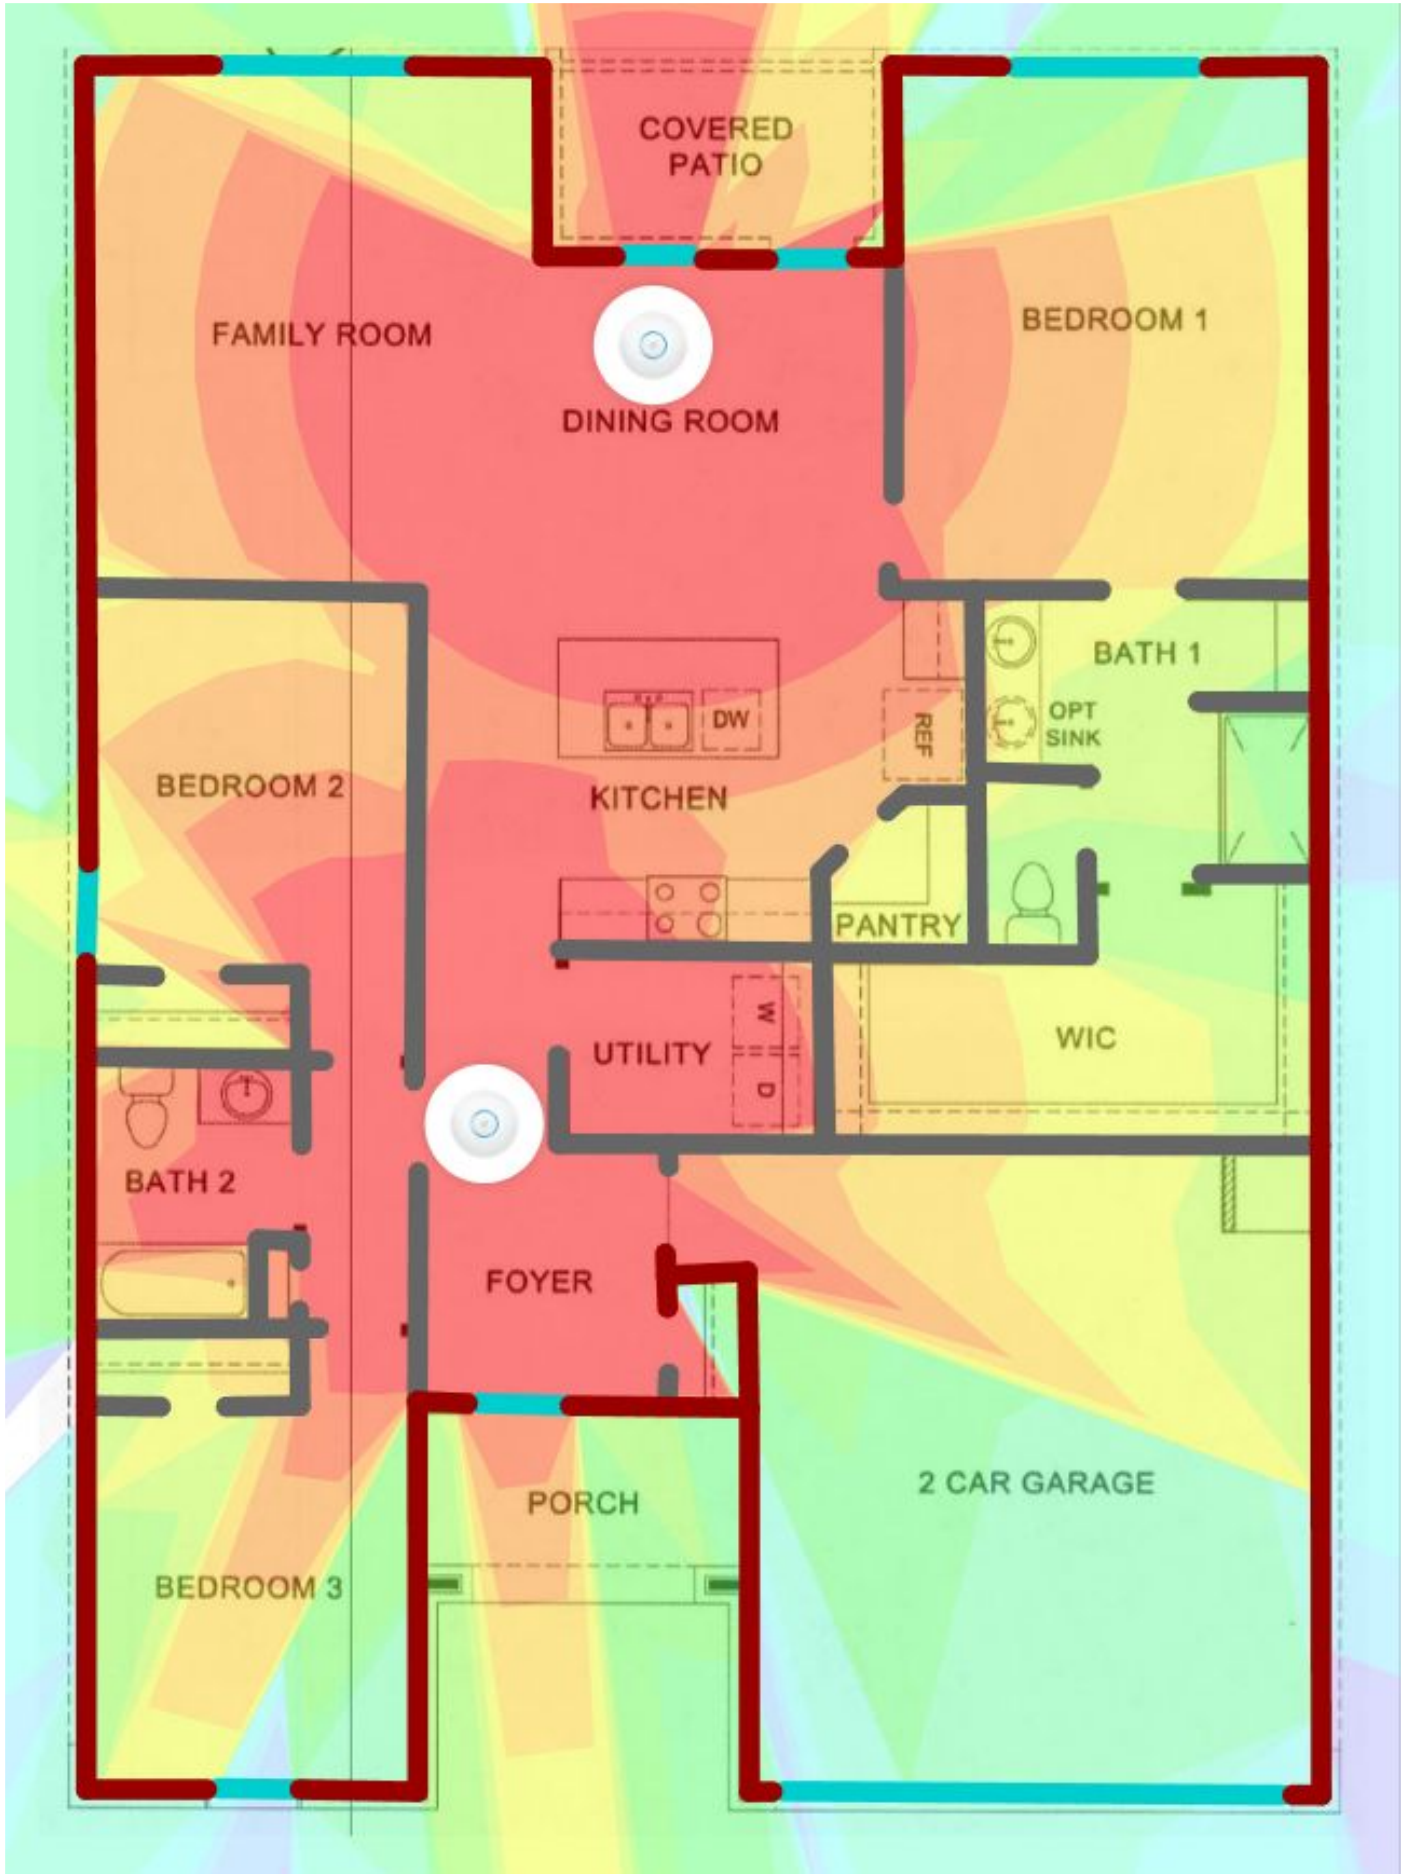 COVERED
PATIO
FAMILY ROOM
BEDROOM 1
DINING ROOM
BATH 1
OPT
SINK
DW
REF
BEDROOM 2
KITCHEN
PANTRY
W
UTILITY
WIC
D
BATH 2
FOYER
2 CAR GARAGE
PORCH
BEDROOM 3